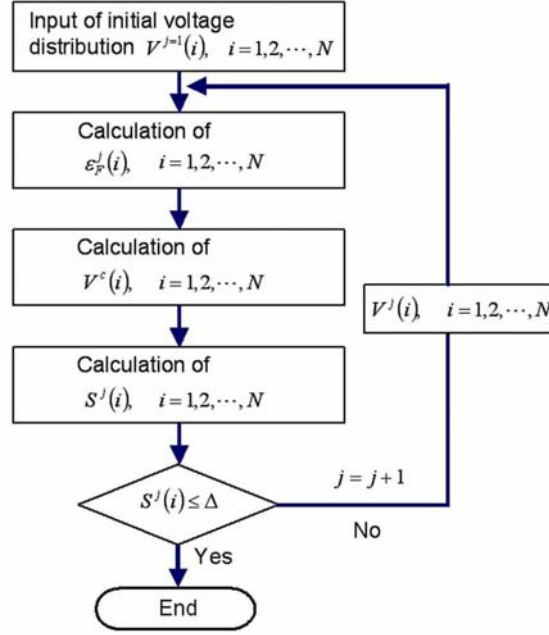 Input of initial voltage
distribution V^{j=1}(i), i=1,2,⋯,N
Calculation of
ε_F^j(i), i=1,2,⋯,N
Calculation of
V^c(i), i=1,2,⋯,N
Calculation of
S^j(i), i=1,2,⋯,N
S^j(i)≤Δ
Yes
End
j=j+1
No
V^j(i), i=1,2,⋯,N